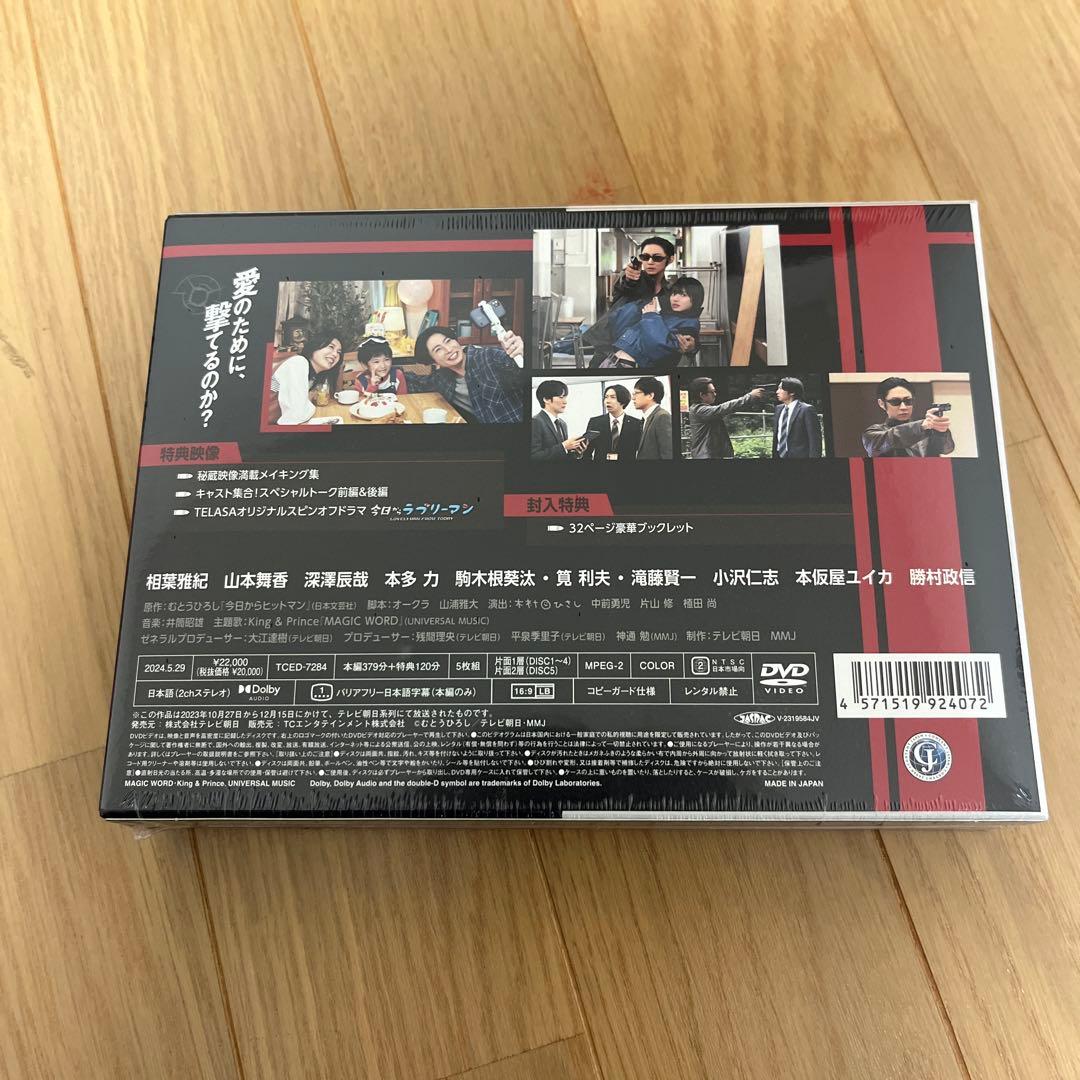 愛のために、
撃てるのか?
特典映像
秘蔵映像満載メイキング集
キャスト集合!スペシャルトーク前編&後編
TELASAオリジナルスピンオフドラマ 今日からラブリーマン
LOVELY MAN FROM TODAY
封入特典
32ページ豪華ブックレット
相葉雅紀 山本舞香 深澤辰哉 本多 力 駒木根葵汰・筧 利夫・滝藤賢一 小沢仁志 本仮屋ユイカ 勝村政信
原作:むとうひろし『今日からヒットマン』(日本文芸社) 脚本:オークラ 山浦雅大 演出:木村ひさし 中前勇児 片山 修 植田 尚
音楽:井筒昭雄 主題歌:King & Prince「MAGIC WORD」(UNIVERSAL MUSIC)
ゼネラルプロデューサー:大江達樹(テレビ朝日) プロデューサー:残間理央(テレビ朝日) 平泉季里子(テレビ朝日) 神通 勉(MMJ) 制作:テレビ朝日 MMJ
2024.5.29 ¥22,000 (税抜価格 ¥20,000) TCED-7284 本編379分+特典120分 5枚組 片面1層(DISC1~4) 片面2層(DISC5) MPEG-2 COLOR 2 NTSC 日本市場向 DVD VIDEO
日本語(2chステレオ) Dolby AUDIO 1 バリアフリー日本語字幕(本編のみ) 16:9 LB コピーガード仕様 レンタル禁止
4 571519 924072
※この作品は2023年10月27日から12月15日にかけて、テレビ朝日系列にて放送されたものです。
発売元:株式会社テレビ朝日 販売元:TCエンタテインメント株式会社 ©むとうひろし/テレビ朝日・MMJ
JASRAC V-2319584JV
MAGIC WORD・King & Prince. UNIVERSAL MUSIC Dolby, Dolby Audio and the double-D symbol are trademarks of Dolby Laboratories. MADE IN JAPAN